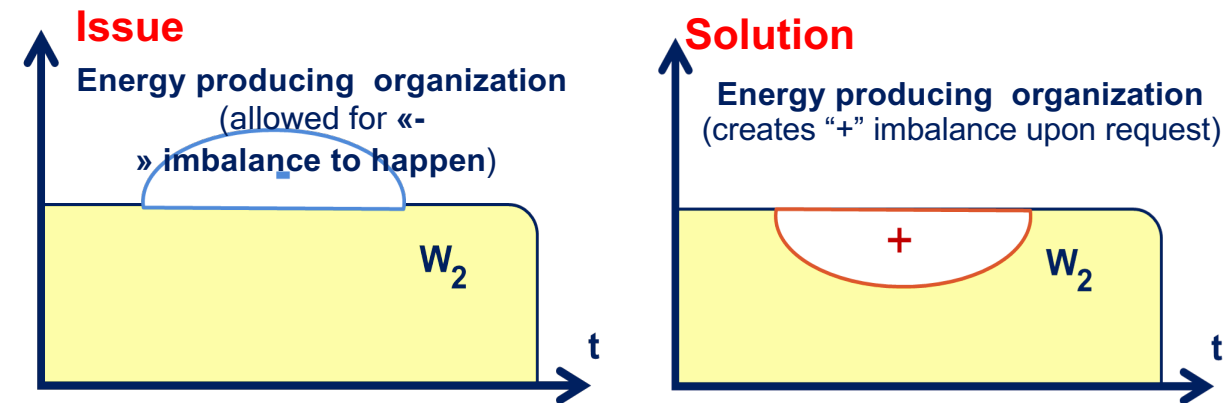 Issue
Energy producing organization
(allowed for «-
» imbalance to happen)
-
W2
t
Solution
Energy producing organization
(creates “+” imbalance upon request)
+
W2
t